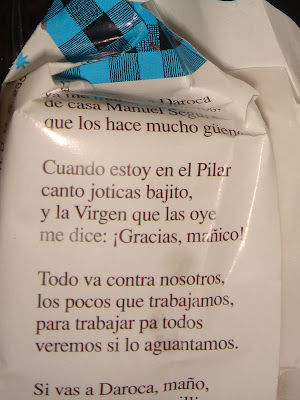 a Daroca
de casa Manuel
que los hace mucho
Cuando estoy en el Pilar
canto joticas bajito,
y la Virgen que las oye
me dice: ¡Gracias, mañico!
Todo va contra nosotros,
los pocos que trabajamos,
para trabajar pa todos
veremos si lo aguantamos.
Si vas a Daroca, maño,